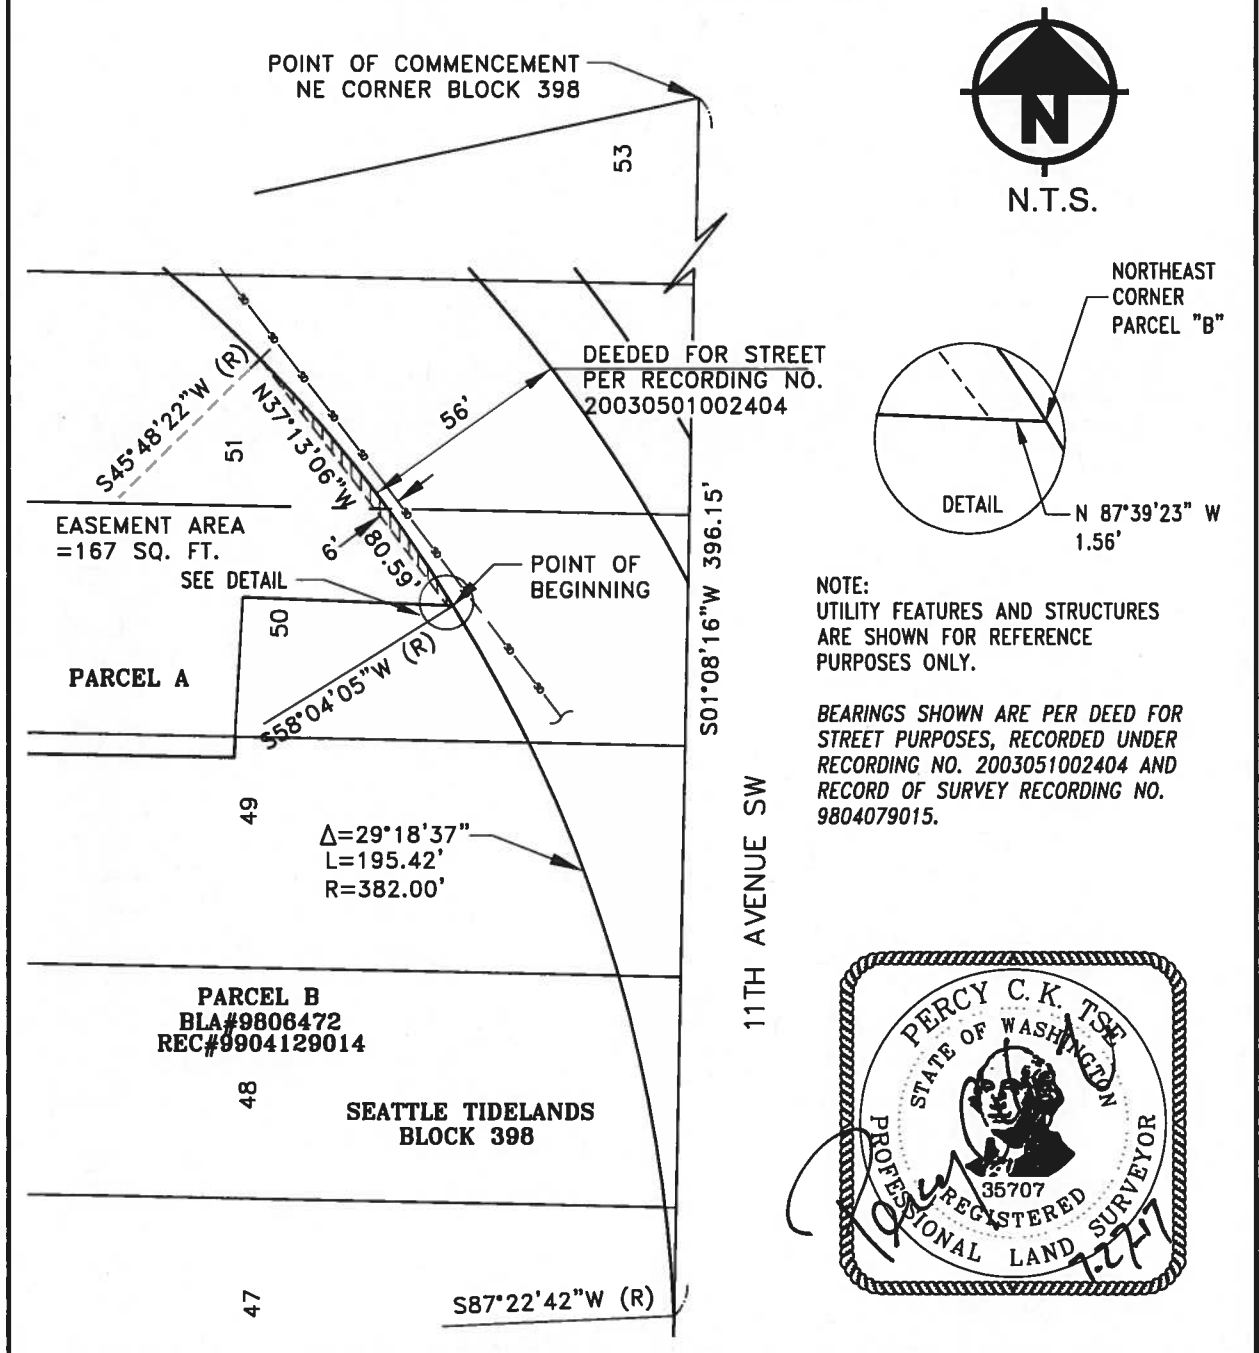 POINT OF COMMENCEMENT
NE CORNER BLOCK 398
53
N
N.T.S.
NORTHEAST
CORNER
PARCEL "B"
DEEDED FOR STREET
PER RECORDING NO.
20030501002404
S45°48'22"W (R)
N37°13'06"W
80.59'
56'
51
6'
EASEMENT AREA
=167 SQ. FT.
SEE DETAIL
POINT OF
BEGINNING
50
PARCEL A
S58°04'05"W (R)
S01°08'16"W 396.15'
DETAIL
N 87°39'23" W
1.56'
NOTE:
UTILITY FEATURES AND STRUCTURES
ARE SHOWN FOR REFERENCE
PURPOSES ONLY.
BEARINGS SHOWN ARE PER DEED FOR
STREET PURPOSES, RECORDED UNDER
RECORDING NO. 2003051002404 AND
RECORD OF SURVEY RECORDING NO.
9804079015.
49
Δ=29°18'37"
L=195.42'
R=382.00'
11TH AVENUE SW
PARCEL B
BLA#9806472
REC#9904129014
48
SEATTLE TIDELANDS
BLOCK 398
47
S87°22'42"W (R)
PERCY C. K. TSE
STATE OF WASHINGTON
35707
REGISTERED
PROFESSIONAL LAND SURVEYOR